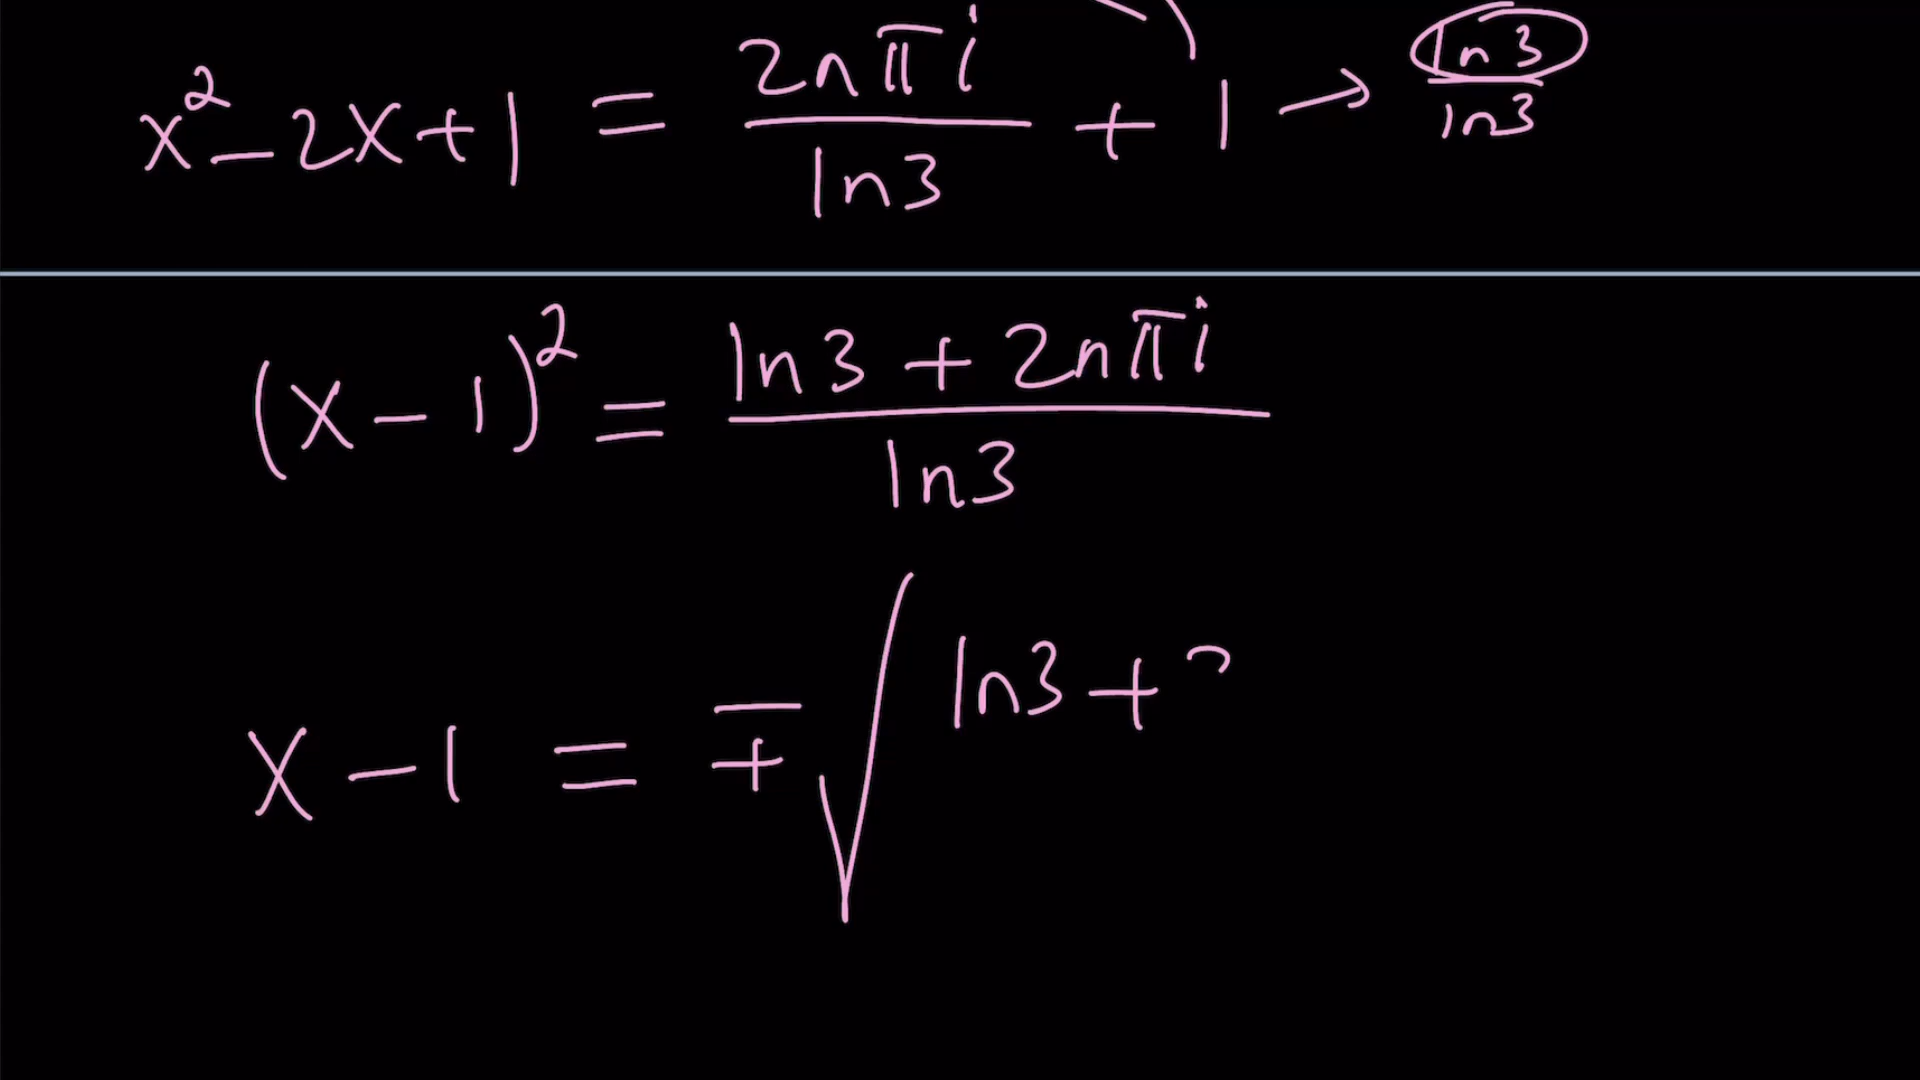 x² - 2x + 1 = 2nπi / ln3 + 1 → ln3 / ln3
(x - 1)² = ln3 + 2nπi / ln3
x - 1 = ∓√ ln3 +